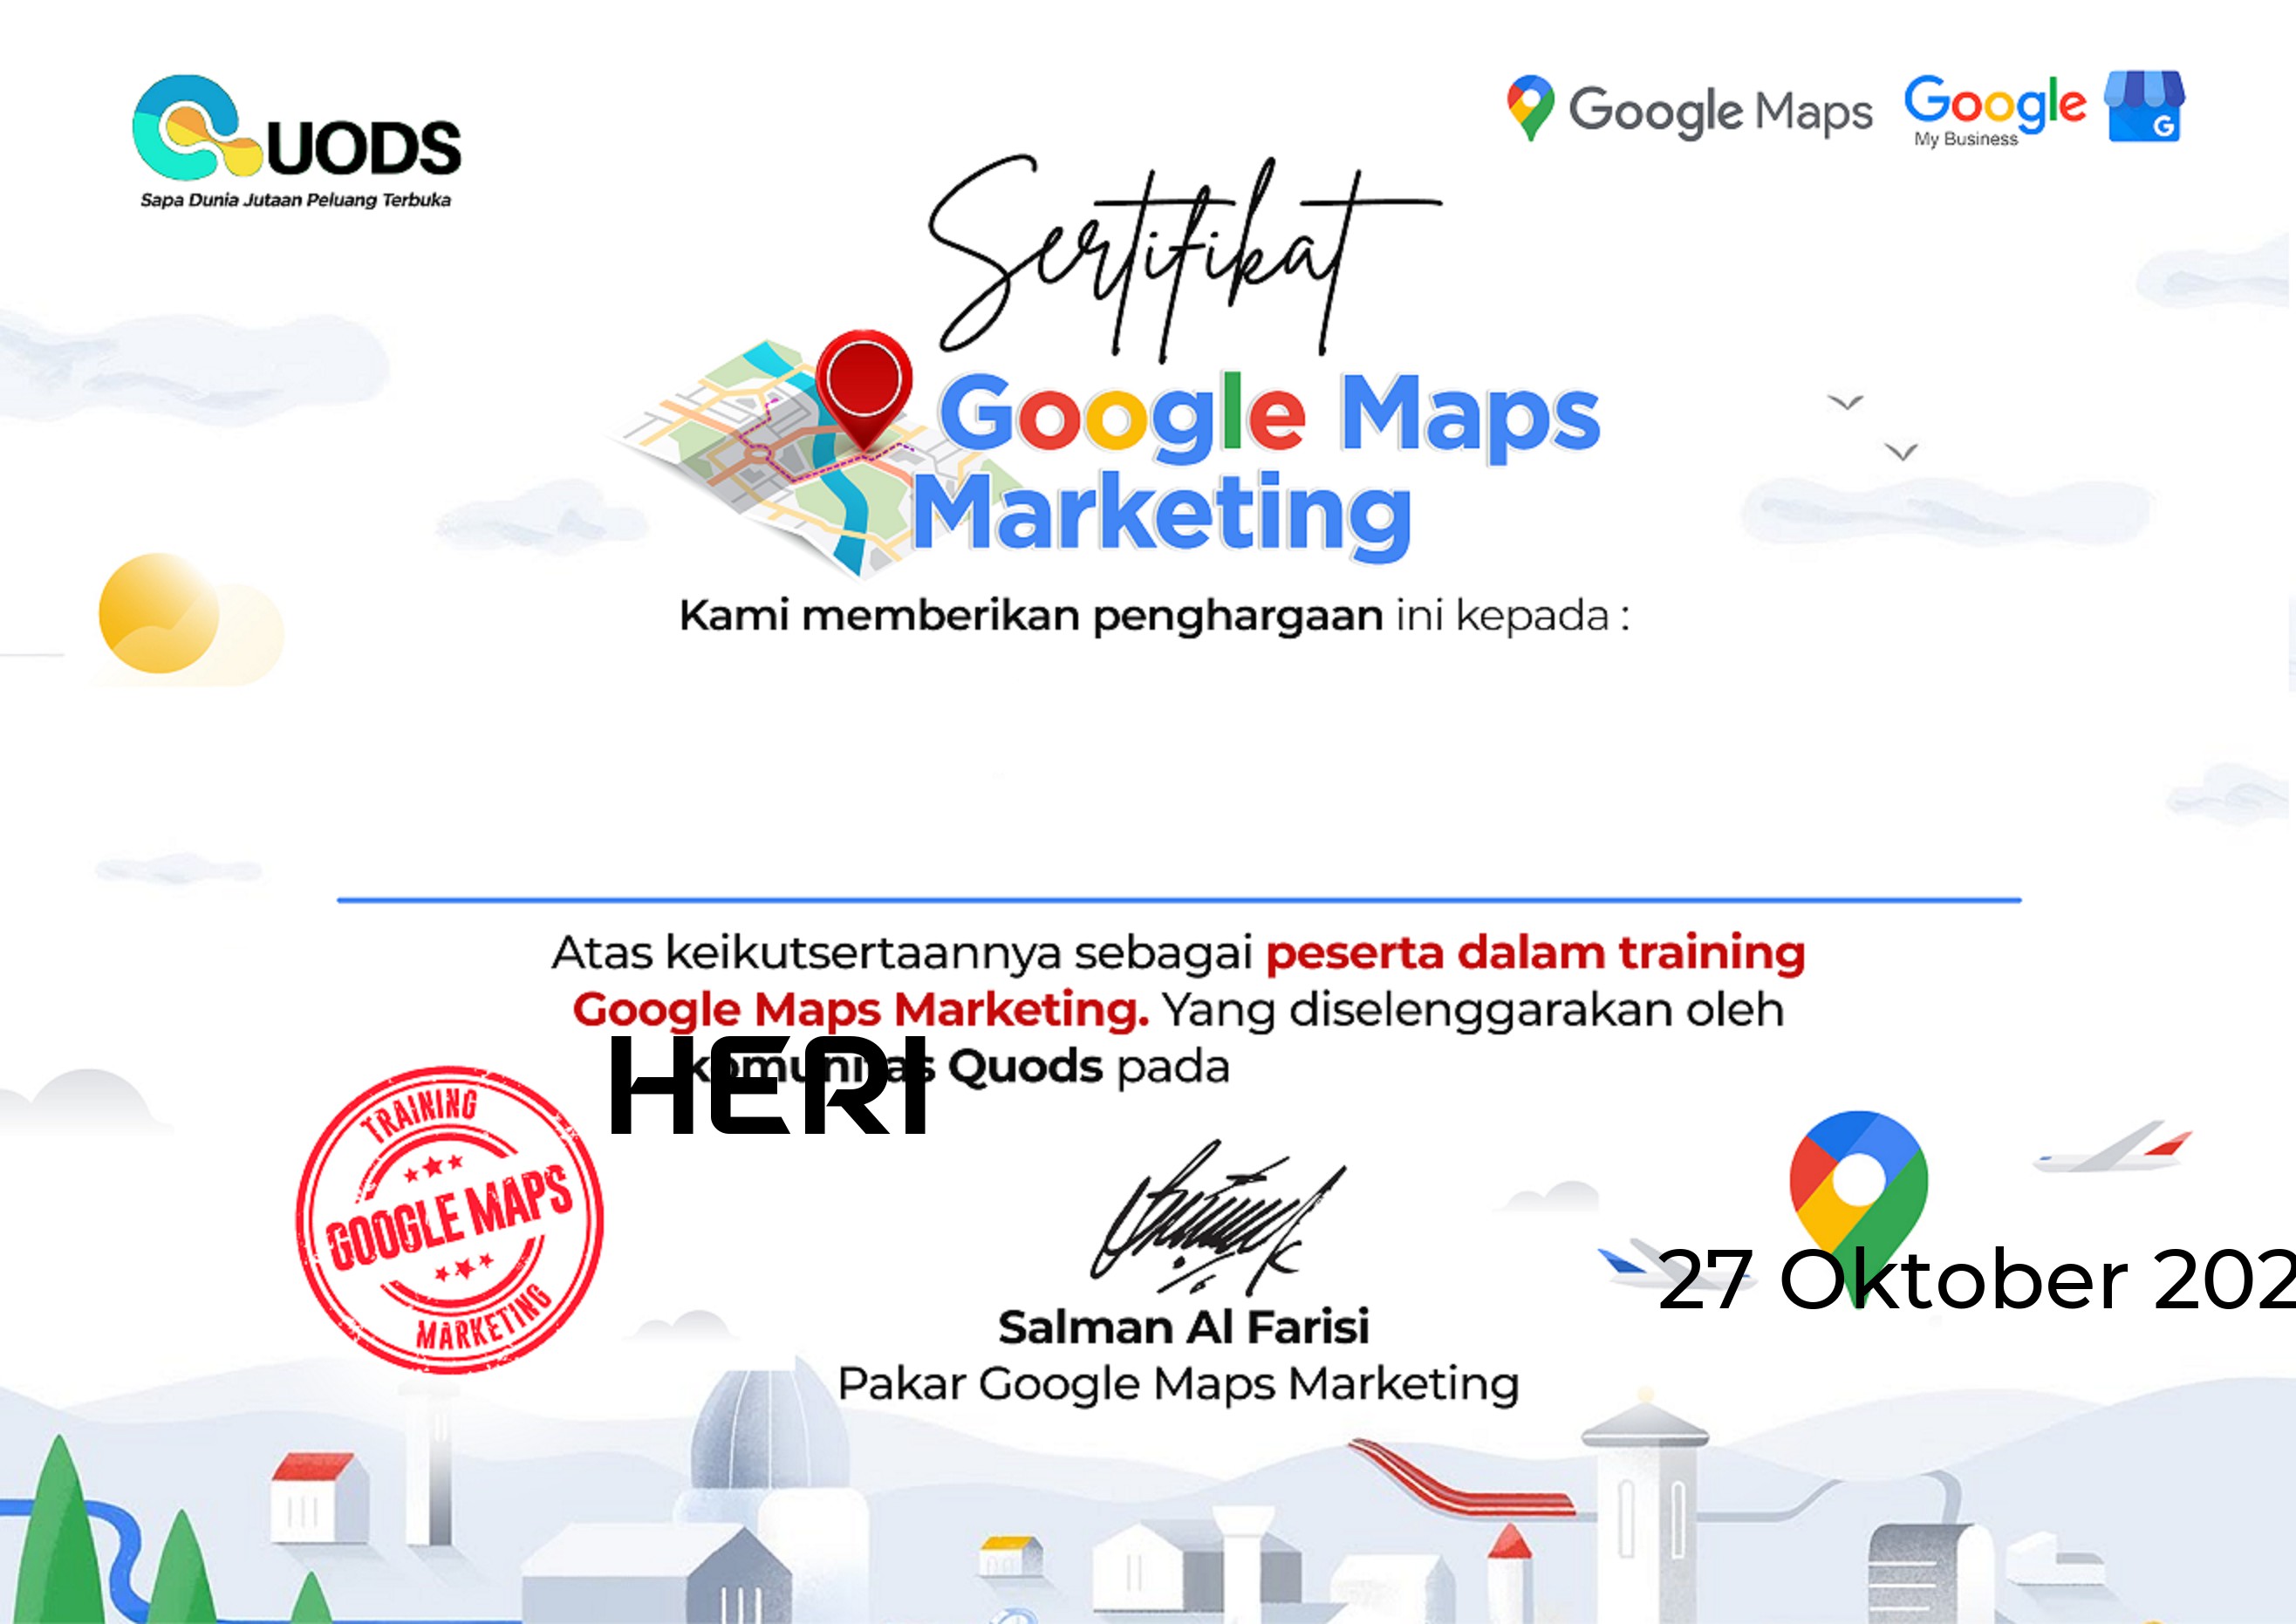 QUODS
Sapa Dunia Jutaan Peluang Terbuka
Google Maps
Google
My Business
G
Sertifikat
Google Maps
Marketing
Kami memberikan penghargaan ini kepada :
Atas keikutsertaannya sebagai peserta dalam training
Google Maps Marketing. Yang diselenggarakan oleh
komunitas Quods pada
HERI
TRAINING
GOOGLE MAPS
MARKETING
27 Oktober 202
Salman Al Farisi
Pakar Google Maps Marketing